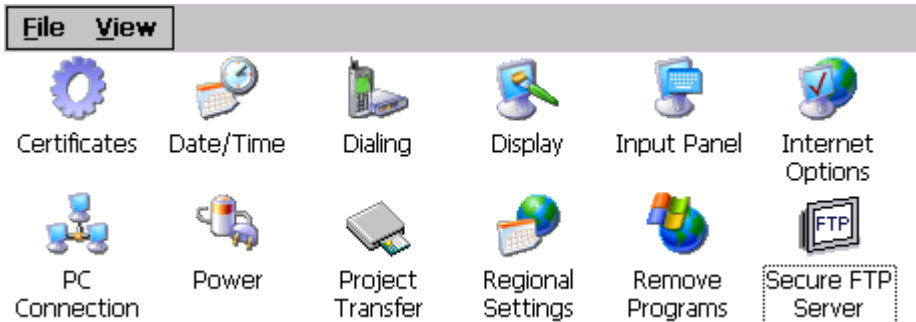 File View
Certificates Date/Time Dialing Display Input Panel Internet Options
FTP
PC Connection Power Project Transfer Regional Settings Remove Programs Secure FTP Server